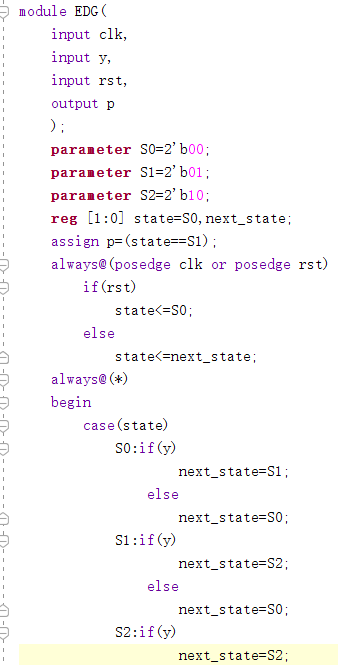 module EDG(
    input clk,
    input y,
    input rst,
    output p
    );
    parameter S0=2'b00;
    parameter S1=2'b01;
    parameter S2=2'b10;
    reg [1:0] state=S0,next_state;
    assign p=(state==S1);
    always@(posedge clk or posedge rst)
        if(rst)
            state<=S0;
        else
            state<=next_state;
    always@(*)
    begin
        case(state)
            S0:if(y)
                    next_state=S1;
                else
                    next_state=S0;
            S1:if(y)
                    next_state=S2;
                else
                    next_state=S0;
            S2:if(y)
                    next_state=S2;